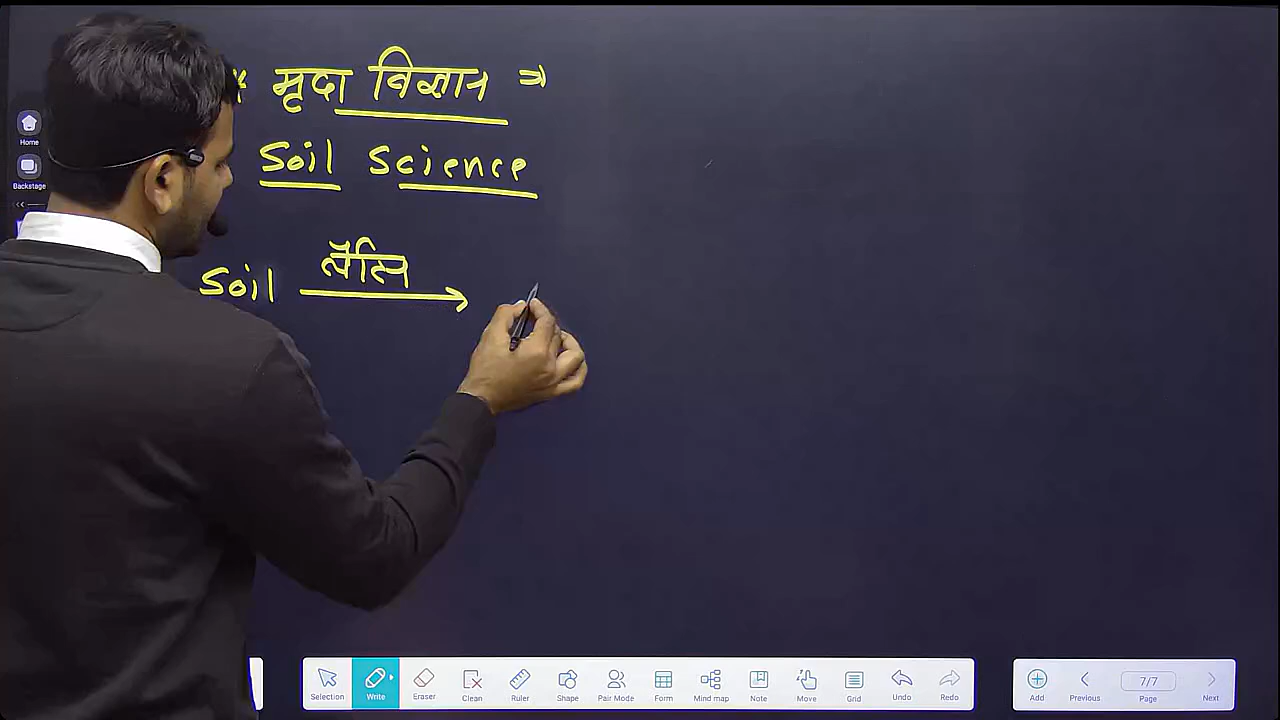 * मृदा विज्ञान ⇒
Soil Science
Soil लैटिन →
Home
Backstage
Selection
Write
Eraser
Clean
Ruler
Shape
Pair Mode
Form
Mind map
Note
Move
Grid
Undo
Redo
Add
Previous
7/7
Page
Next